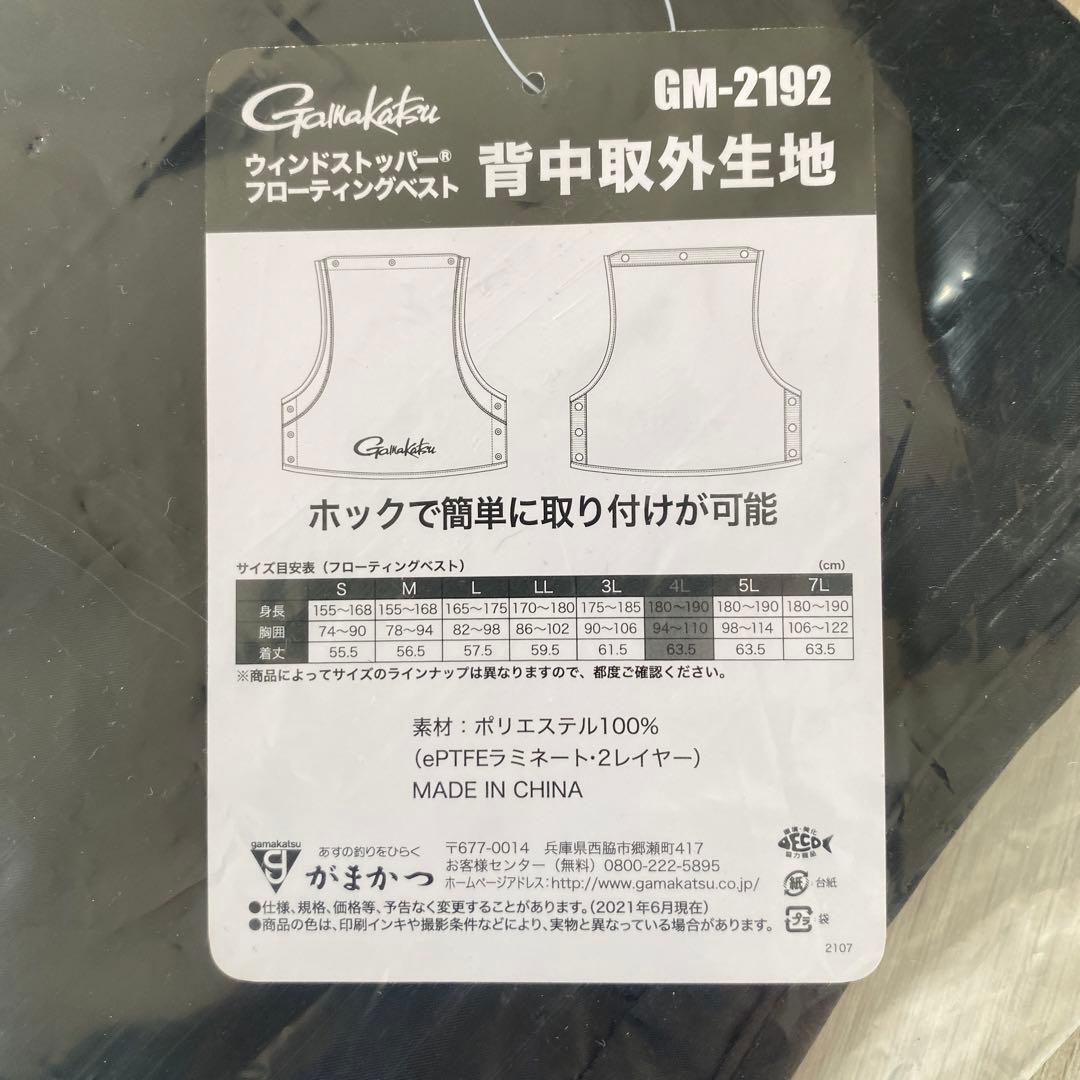 Gamakatsu
GM-2192
ウィンドストッパー®
フローティングベスト
背中取外生地
Gamakatsu
ホックで簡単に取り付けが可能
サイズ目安表（フローティングベスト） (cm)
S M L LL 3L 4L 5L 7L
身長 155〜168 155〜168 165〜175 170〜180 175〜185 180〜190 180〜190 180〜190
胸囲 74〜90 78〜94 82〜98 86〜102 90〜106 94〜110 98〜114 106〜122
着丈 55.5 56.5 57.5 59.5 61.5 63.5 63.5 63.5
※商品によってサイズのラインナップは異なりますので、都度ご確認ください。
素材：ポリエステル100%
（ePTFEラミネート・2レイヤー）
MADE IN CHINA
gamakatsu
あすの釣りをひらく
がまかつ
〒677-0014 兵庫県西脇市郷瀬町417
お客様センター（無料）0800-222-5895
ホームページアドレス：http://www.gamakatsu.co.jp/
環境・美化
ECO
協力商品
紙 台紙
プラ 袋
●仕様、規格、価格等、予告なく変更することがあります。（2021年6月現在）
●商品の色は、印刷インキや撮影条件などにより、実物と異なっている場合があります。
2107